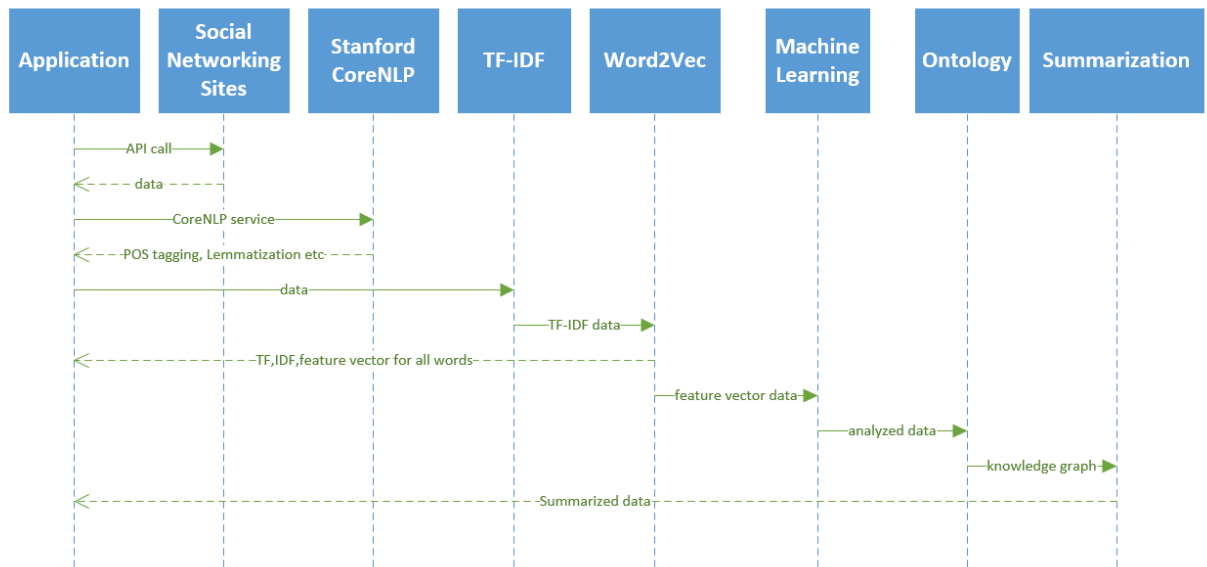 Application
Social
Networking
Sites
Stanford
CoreNLP
TF-IDF
Word2Vec
Machine
Learning
Ontology
Summarization
API call
data
CoreNLP service
POS tagging, Lemmatization etc
data
TF-IDF data
TF,IDF,feature vector for all words
feature vector data
analyzed data
knowledge graph
Summarized data